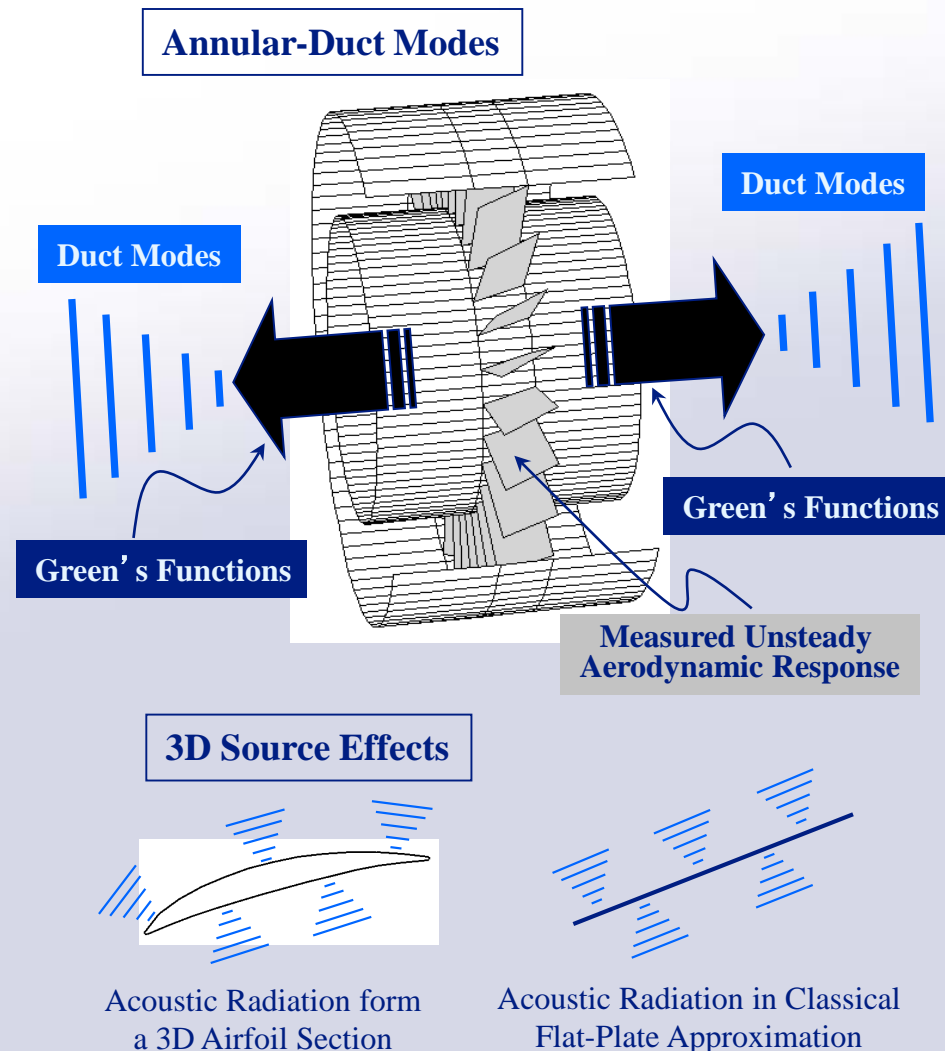 Annular-Duct Modes
Duct Modes
Duct Modes
Green's Functions
Green's Functions
Measured Unsteady
Aerodynamic Response
3D Source Effects
Acoustic Radiation form
a 3D Airfoil Section
Acoustic Radiation in Classical
Flat-Plate Approximation